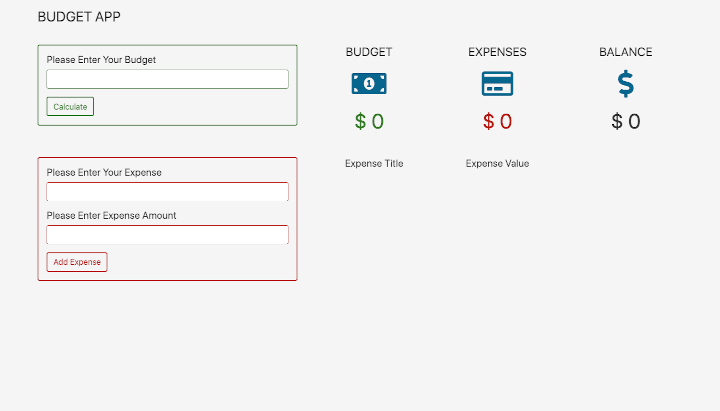 BUDGET APP
Please Enter Your Budget
Calculate
BUDGET
EXPENSES
BALANCE
1
$ 0
$ 0
$
$ 0
Please Enter Your Expense
Please Enter Expense Amount
Add Expense
Expense Title
Expense Value